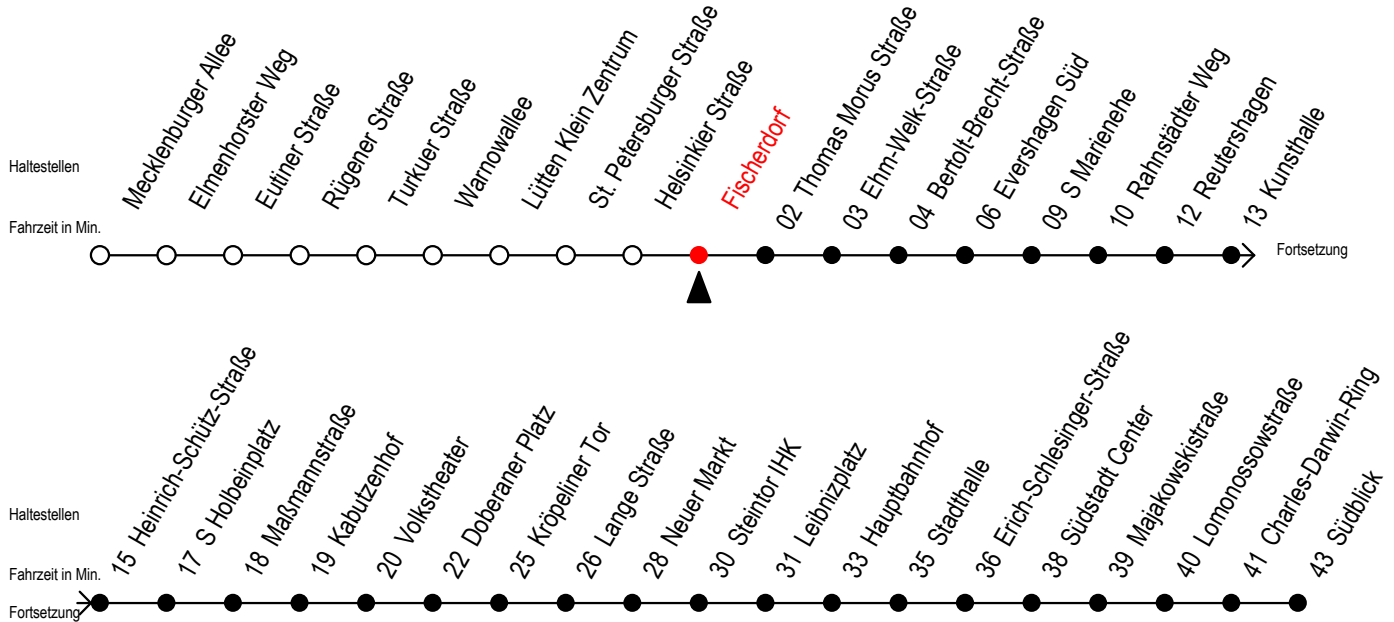 Haltestellen
Mecklenburger Allee
Elmenhorster Weg
Eutiner Straße
Rügener Straße
Turkuer Straße
Warnowallee
Lütten Klein Zentrum
St. Petersburger Straße
Helsinkier Straße
Fischerdorf
02 Thomas Morus Straße
03 Ehm-Welk-Straße
04 Bertolt-Brecht-Straße
06 Evershagen Süd
09 S Marienehe
10 Rahnstädter Weg
12 Reutershagen
13 Kunsthalle
Fahrzeit in Min.
Fortsetzung
Haltestellen
15 Heinrich-Schütz-Straße
17 S Holbeinplatz
18 Maßmannstraße
19 Kabutzenhof
20 Volkstheater
22 Doberaner Platz
25 Kröpeliner Tor
26 Lange Straße
28 Neuer Markt
30 Steintor IHK
31 Leibnizplatz
33 Hauptbahnhof
35 Stadthalle
36 Erich-Schlesinger-Straße
38 Südstadt Center
39 Majakowskistraße
40 Lomonossowstraße
41 Charles-Darwin-Ring
43 Südblick
Fahrzeit in Min.
Fortsetzung